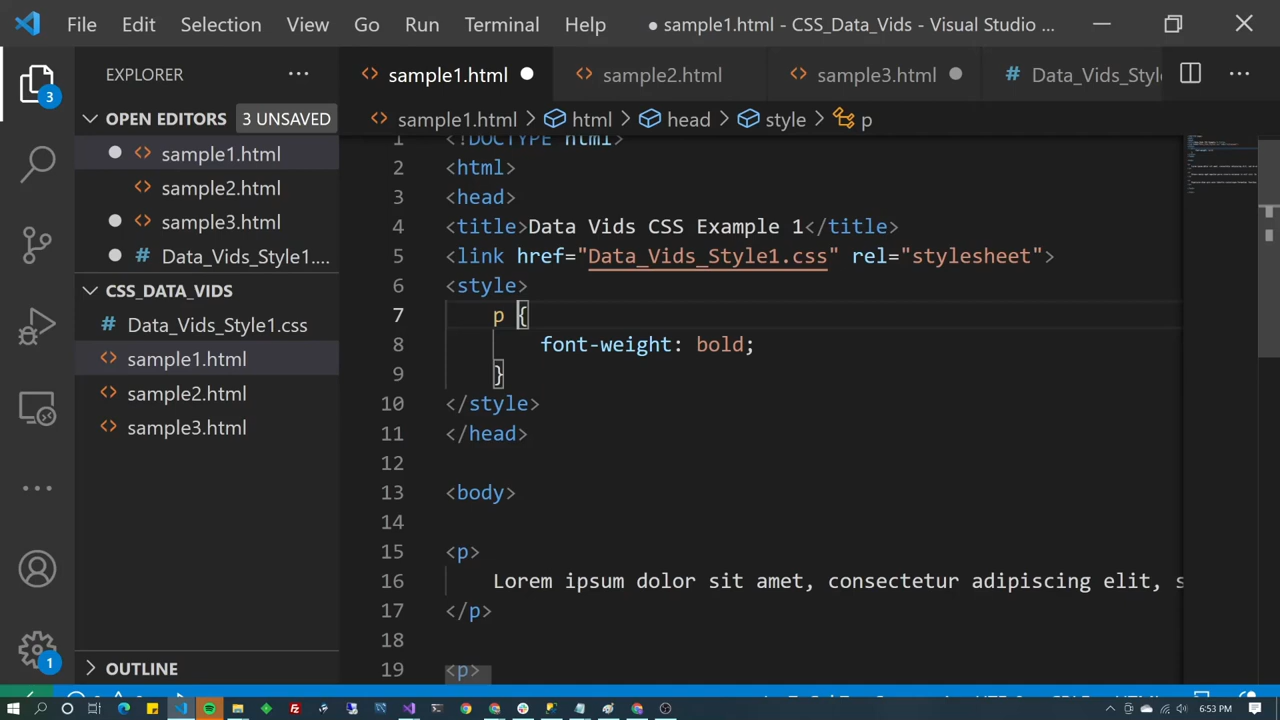 File Edit Selection View Go Run Terminal Help ● sample1.html - CSS_Data_Vids - Visual Studio ...
EXPLORER ...
sample1.html sample2.html sample3.html # Data_Vids_Styl
3
OPEN EDITORS 3 UNSAVED
sample1.html
sample2.html
sample3.html
# Data_Vids_Style1....
CSS_DATA_VIDS
# Data_Vids_Style1.css
sample1.html
sample2.html
sample3.html
OUTLINE
1
sample1.html > html > head > style > p
1 <!DOCTYPE html>
2 <html>
3 <head>
4 <title>Data Vids CSS Example 1</title>
5 <link href="Data_Vids_Style1.css" rel="stylesheet">
6 <style>
7 p {
8 font-weight: bold;
9 }
10 </style>
11 </head>
12
13 <body>
14
15 <p>
16 Lorem ipsum dolor sit amet, consectetur adipiscing elit, s
17 </p>
18
19 <p>
6:53 PM